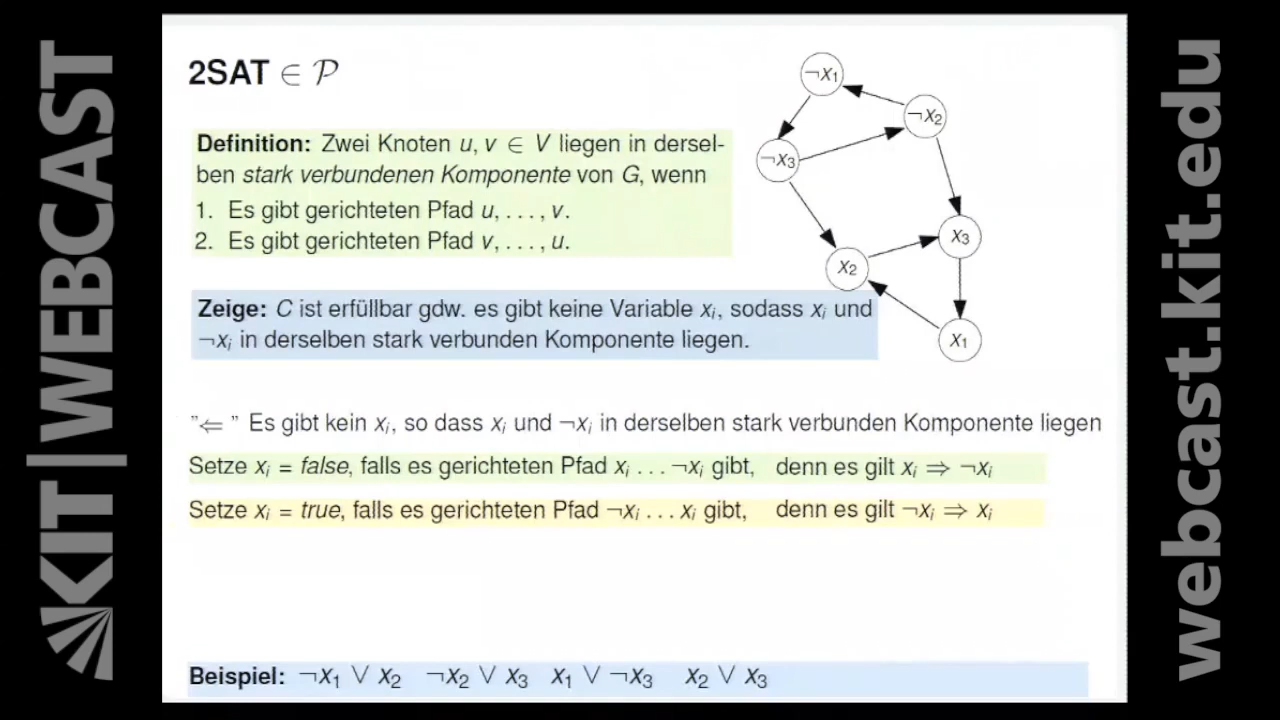 KIT | WEBCAST
2SAT ∈ 𝒫
Definition: Zwei Knoten u, v ∈ V liegen in dersel-
ben stark verbundenen Komponente von G, wenn
1. Es gibt gerichteten Pfad u, . . . , v.
2. Es gibt gerichteten Pfad v, . . . , u.
¬x₁
¬x₂
¬x₃
x₃
x₂
x₁
Zeige: C ist erfüllbar gdw. es gibt keine Variable xᵢ, sodass xᵢ und
¬xᵢ in derselben stark verbunden Komponente liegen.
"⇐ " Es gibt kein xᵢ, so dass xᵢ und ¬xᵢ in derselben stark verbunden Komponente liegen
Setze xᵢ = false, falls es gerichteten Pfad xᵢ . . . ¬xᵢ gibt, denn es gilt xᵢ ⇒ ¬xᵢ
Setze xᵢ = true, falls es gerichteten Pfad ¬xᵢ . . . xᵢ gibt, denn es gilt ¬xᵢ ⇒ xᵢ
Beispiel: ¬x₁ ∨ x₂ ¬x₂ ∨ x₃ x₁ ∨ ¬x₃ x₂ ∨ x₃
webcast.kit.edu